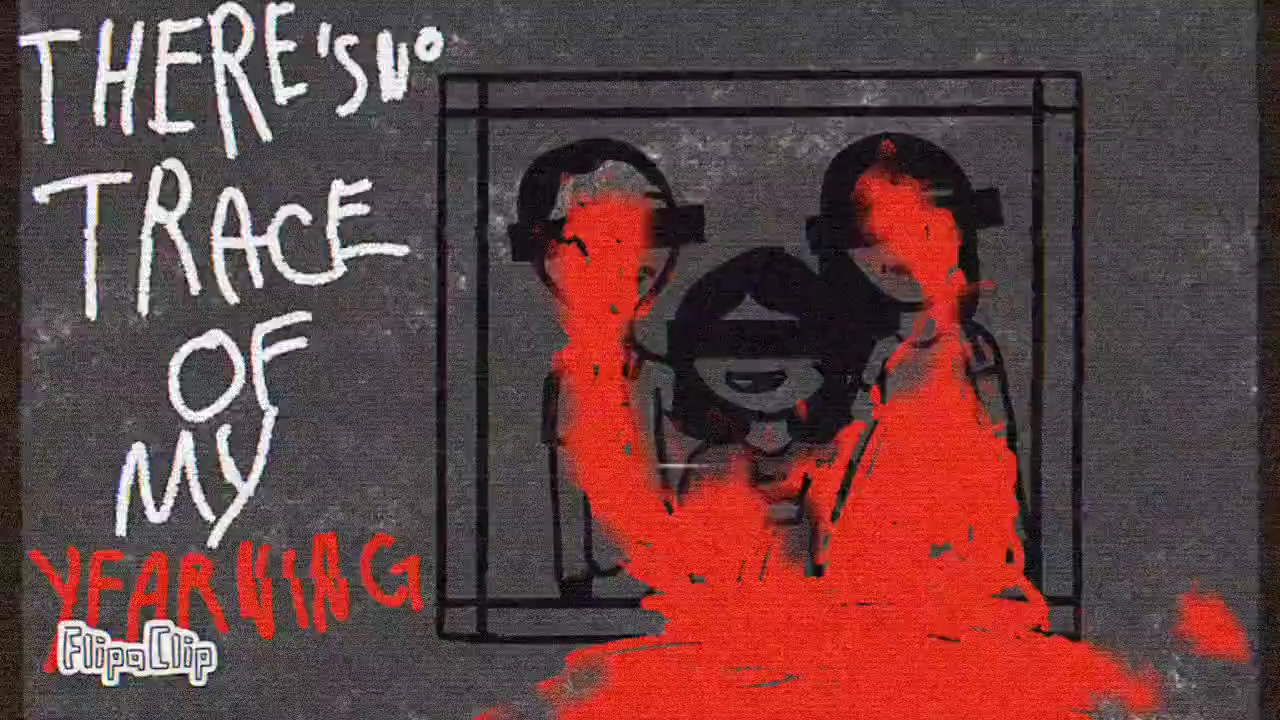 THERE'S NO
TRACE
OF
MY
YEARNING
FlipaClip